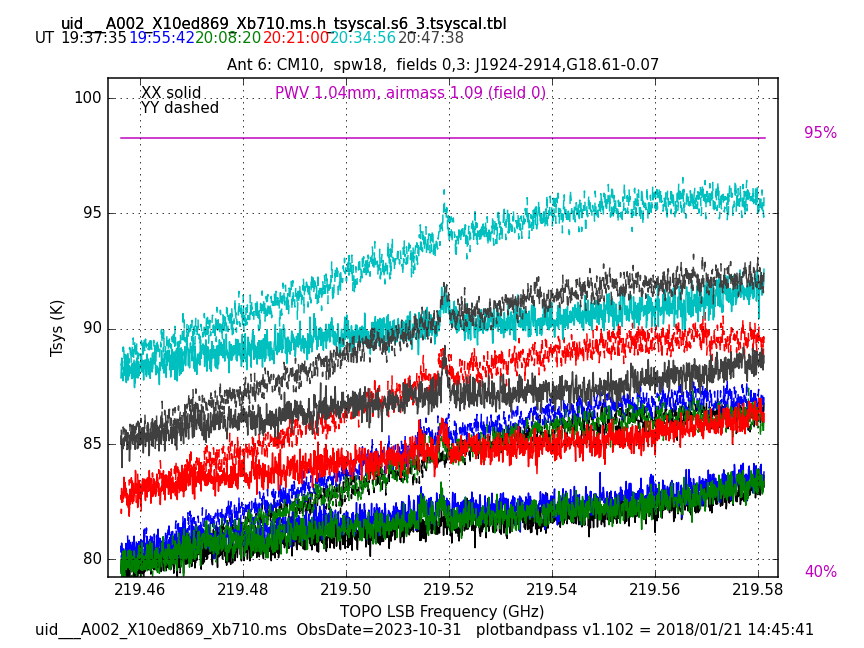 uid___A002_X10ed869_Xb710.ms.h_tsyscal.s6_3.tsyscal.tbl
UT 19:37:35 19:55:42 20:08:20 20:21:00 20:34:56 20:47:38
Ant 6: CM10,  spw18,  fields 0,3: J1924-2914,G18.61-0.07
XX solid
PWV 1.04mm, airmass 1.09 (field 0)
YY dashed
100
95%
95
90
85
80
40%
Tsys (K)
219.46 219.48 219.50 219.52 219.54 219.56 219.58
TOPO LSB Frequency (GHz)
uid___A002_X10ed869_Xb710.ms  ObsDate=2023-10-31   plotbandpass v1.102 = 2018/01/21 14:45:41